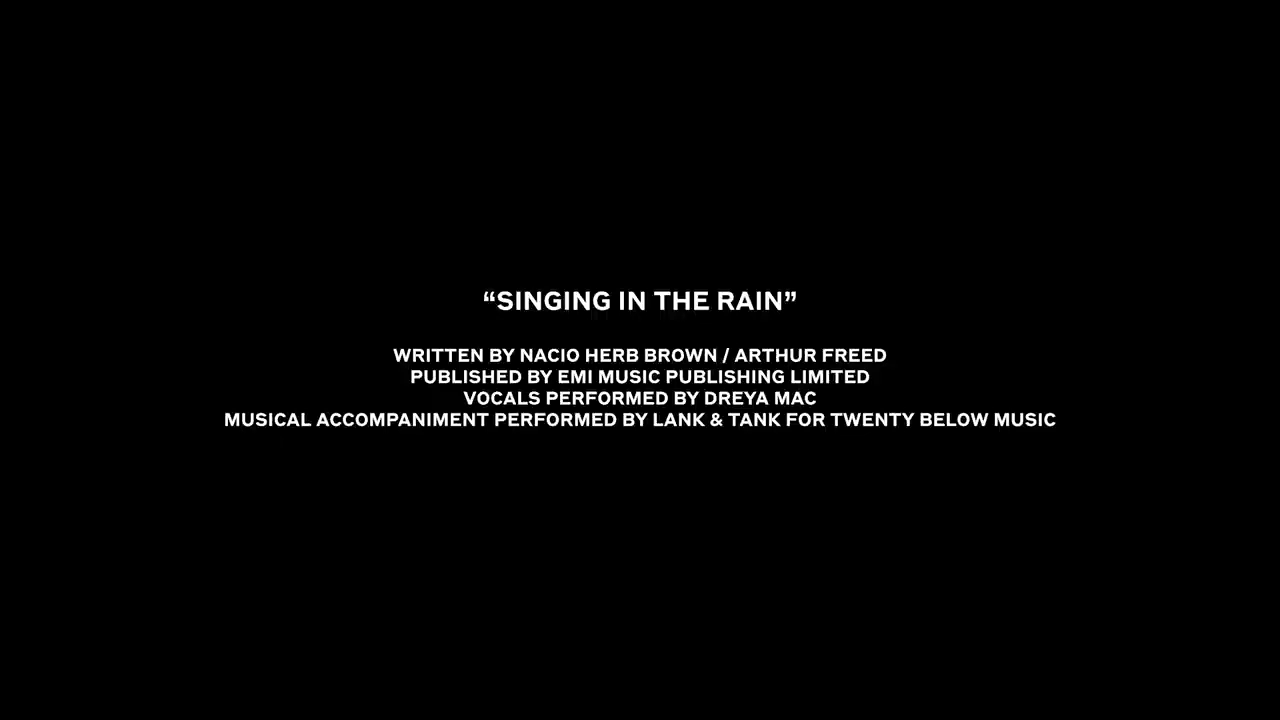 “SINGING IN THE RAIN”
WRITTEN BY NACIO HERB BROWN / ARTHUR FREED
PUBLISHED BY EMI MUSIC PUBLISHING LIMITED
VOCALS PERFORMED BY DREYA MAC
MUSICAL ACCOMPANIMENT PERFORMED BY LANK & TANK FOR TWENTY BELOW MUSIC